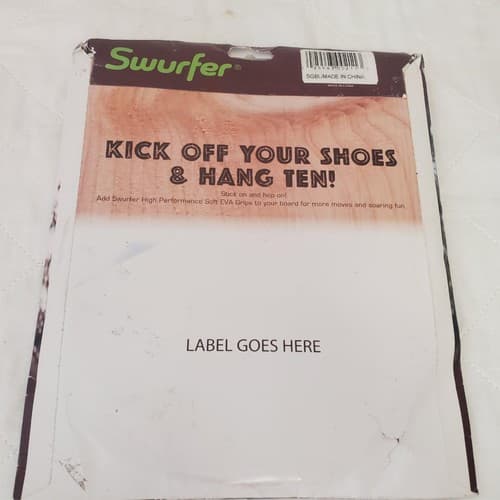 Swurfer®
SGBL/MADE IN CHINA
KICK OFF YOUR SHOES
& HANG TEN!
Stick on and hop on!
Add Swurfer High Performance Soft EVA Grips to your board for more moves and soaring fun
LABEL GOES HERE